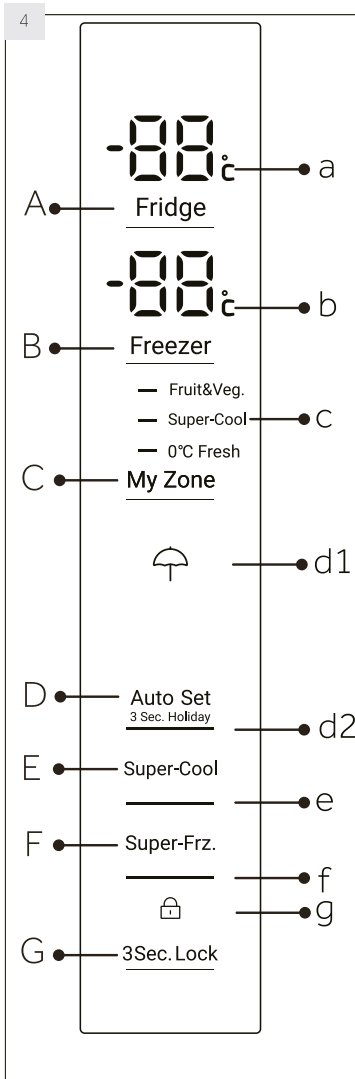 4
-88°c
a
A
Fridge
-88°c
b
B
Freezer
Fruit&Veg.
Super-Cool
c
0°C Fresh
C
My Zone
d1
D
Auto Set
3 Sec. Holiday
d2
E
Super-Cool
e
F
Super-Frz.
f
g
G
3Sec. Lock